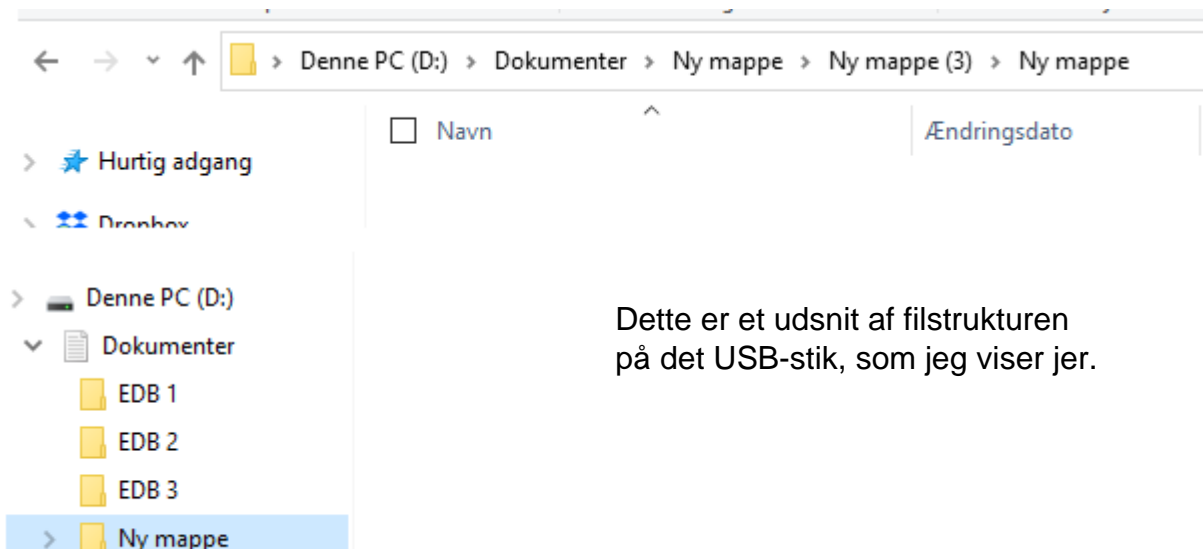 Denne PC (D:) > Dokumenter > Ny mappe > Ny mappe (3) > Ny mappe
Navn Ændringsdato
Hurtig adgang
Dropbox
Denne PC (D:)
Dokumenter
EDB 1
EDB 2
EDB 3
Ny mappe
Dette er et udsnit af filstrukturen
på det USB-stik, som jeg viser jer.